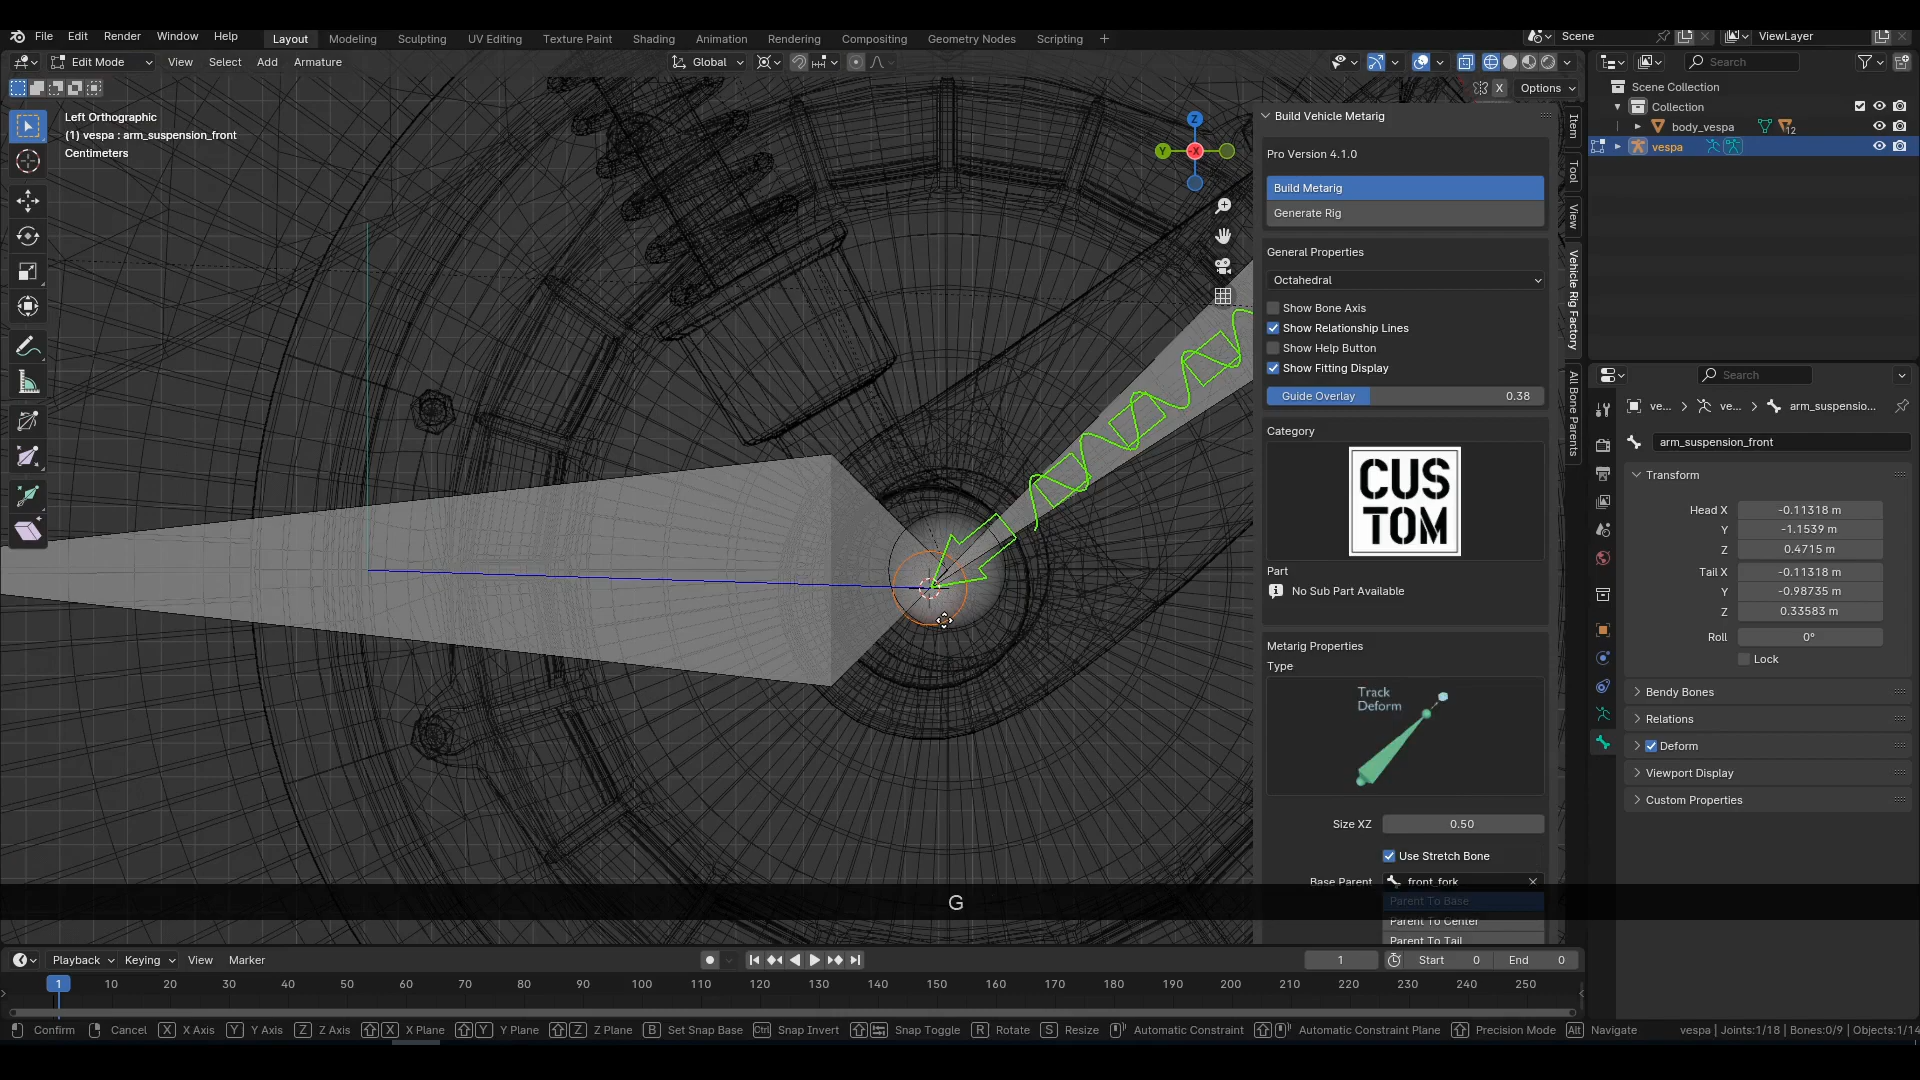 File Edit Render Window Help Layout Modeling Sculpting UV Editing Texture Paint Shading Animation Rendering Compositing Geometry Nodes Scripting + Scene ViewLayer
Edit Mode View Select Add Armature Global Search
X Options
Left Orthographic
(1) vespa : arm_suspension_front
Centimeters
Z
Y -X
Build Vehicle Metarig
Pro Version 4.1.0
Build Metarig
Generate Rig
General Properties
Octahedral
Show Bone Axis
Show Relationship Lines
Show Help Button
Show Fitting Display
Guide Overlay 0.38
Category
CUS
TOM
Part
No Sub Part Available
Metarig Properties
Type
Track
Deform
Size XZ 0.50
Use Stretch Bone
Base Parent front_fork
Parent To Base
Parent To Center
Parent To Tail
Item
Tool
View
Vehicle Rig Factory
All Bone Parents
Scene Collection
Collection
body_vespa 12
vespa
Search
ve... ve... arm_suspensio...
arm_suspension_front
Transform
Head X -0.11318 m
Y -1.1539 m
Z 0.4715 m
Tail X -0.11318 m
Y -0.98735 m
Z 0.33583 m
Roll 0°
Lock
Bendy Bones
Relations
Deform
Viewport Display
Custom Properties
G
Playback Keying View Marker 1 Start 0 End 0
1 10 20 30 40 50 60 70 80 90 100 110 120 130 140 150 160 170 180 190 200 210 220 230 240 250
Confirm Cancel X X Axis Y Y Axis Z Z Axis X X Plane Y Y Plane Z Z Plane B Set Snap Base Ctrl Snap Invert Snap Toggle R Rotate S Resize Automatic Constraint Automatic Constraint Plane Precision Mode Alt Navigate vespa | Joints:1/18 | Bones:0/9 | Objects:1/14